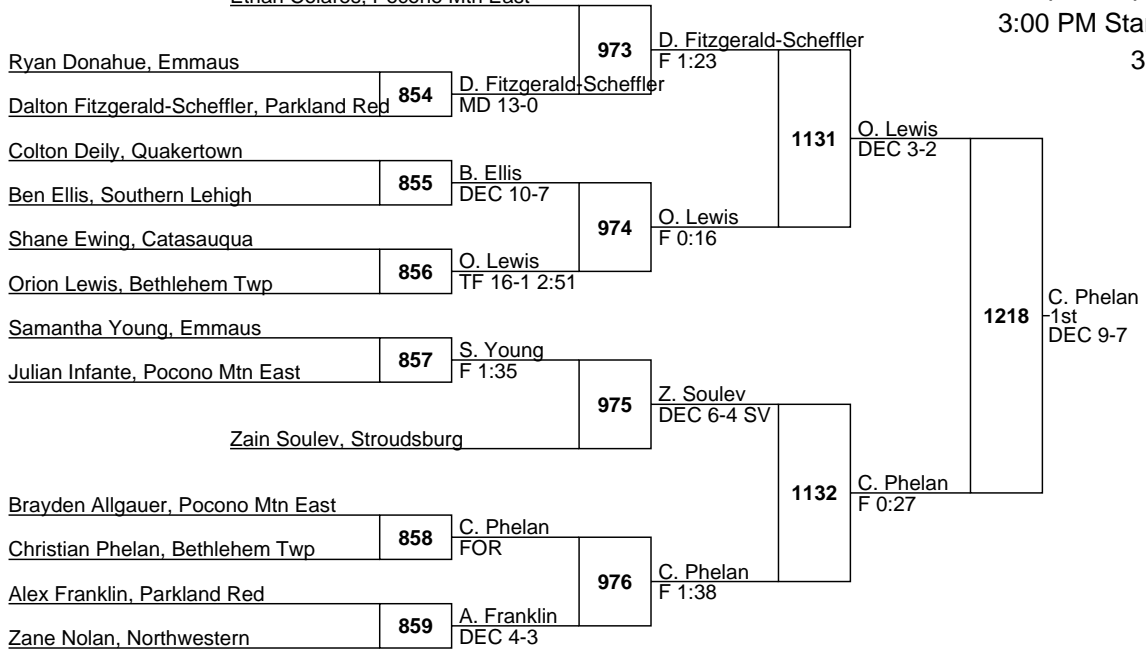 3:00 PM
3
973
D. Fitzgerald-Scheffler
F 1:23
Ryan Donahue, Emmaus
854
D. Fitzgerald-Scheffler
MD 13-0
Dalton Fitzgerald-Scheffler, Parkland Red
1131
O. Lewis
DEC 3-2
Colton Deily, Quakertown
855
B. Ellis
DEC 10-7
Ben Ellis, Southern Lehigh
974
O. Lewis
F 0:16
Shane Ewing, Catasauqua
856
O. Lewis
TF 16-1 2:51
Orion Lewis, Bethlehem Twp
1218
C. Phelan
1st
DEC 9-7
Samantha Young, Emmaus
857
S. Young
F 1:35
Julian Infante, Pocono Mtn East
975
Z. Soulev
DEC 6-4 SV
Zain Soulev, Stroudsburg
1132
C. Phelan
F 0:27
Brayden Allgauer, Pocono Mtn East
858
C. Phelan
FOR
Christian Phelan, Bethlehem Twp
976
C. Phelan
F 1:38
Alex Franklin, Parkland Red
859
A. Franklin
DEC 4-3
Zane Nolan, Northwestern